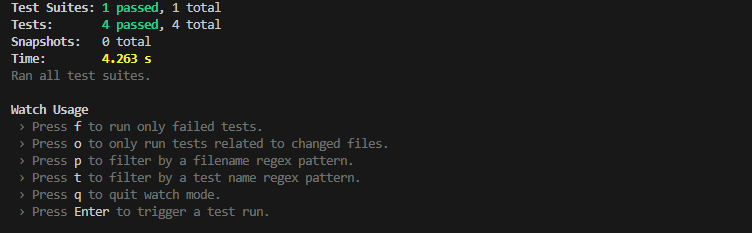 Test Suites: 1 passed, 1 total
Tests:       4 passed, 4 total
Snapshots:   0 total
Time:        4.263 s
Ran all test suites.

Watch Usage
 › Press f to run only failed tests.
 › Press o to only run tests related to changed files.
 › Press p to filter by a filename regex pattern.
 › Press t to filter by a test name regex pattern.
 › Press q to quit watch mode.
 › Press Enter to trigger a test run.